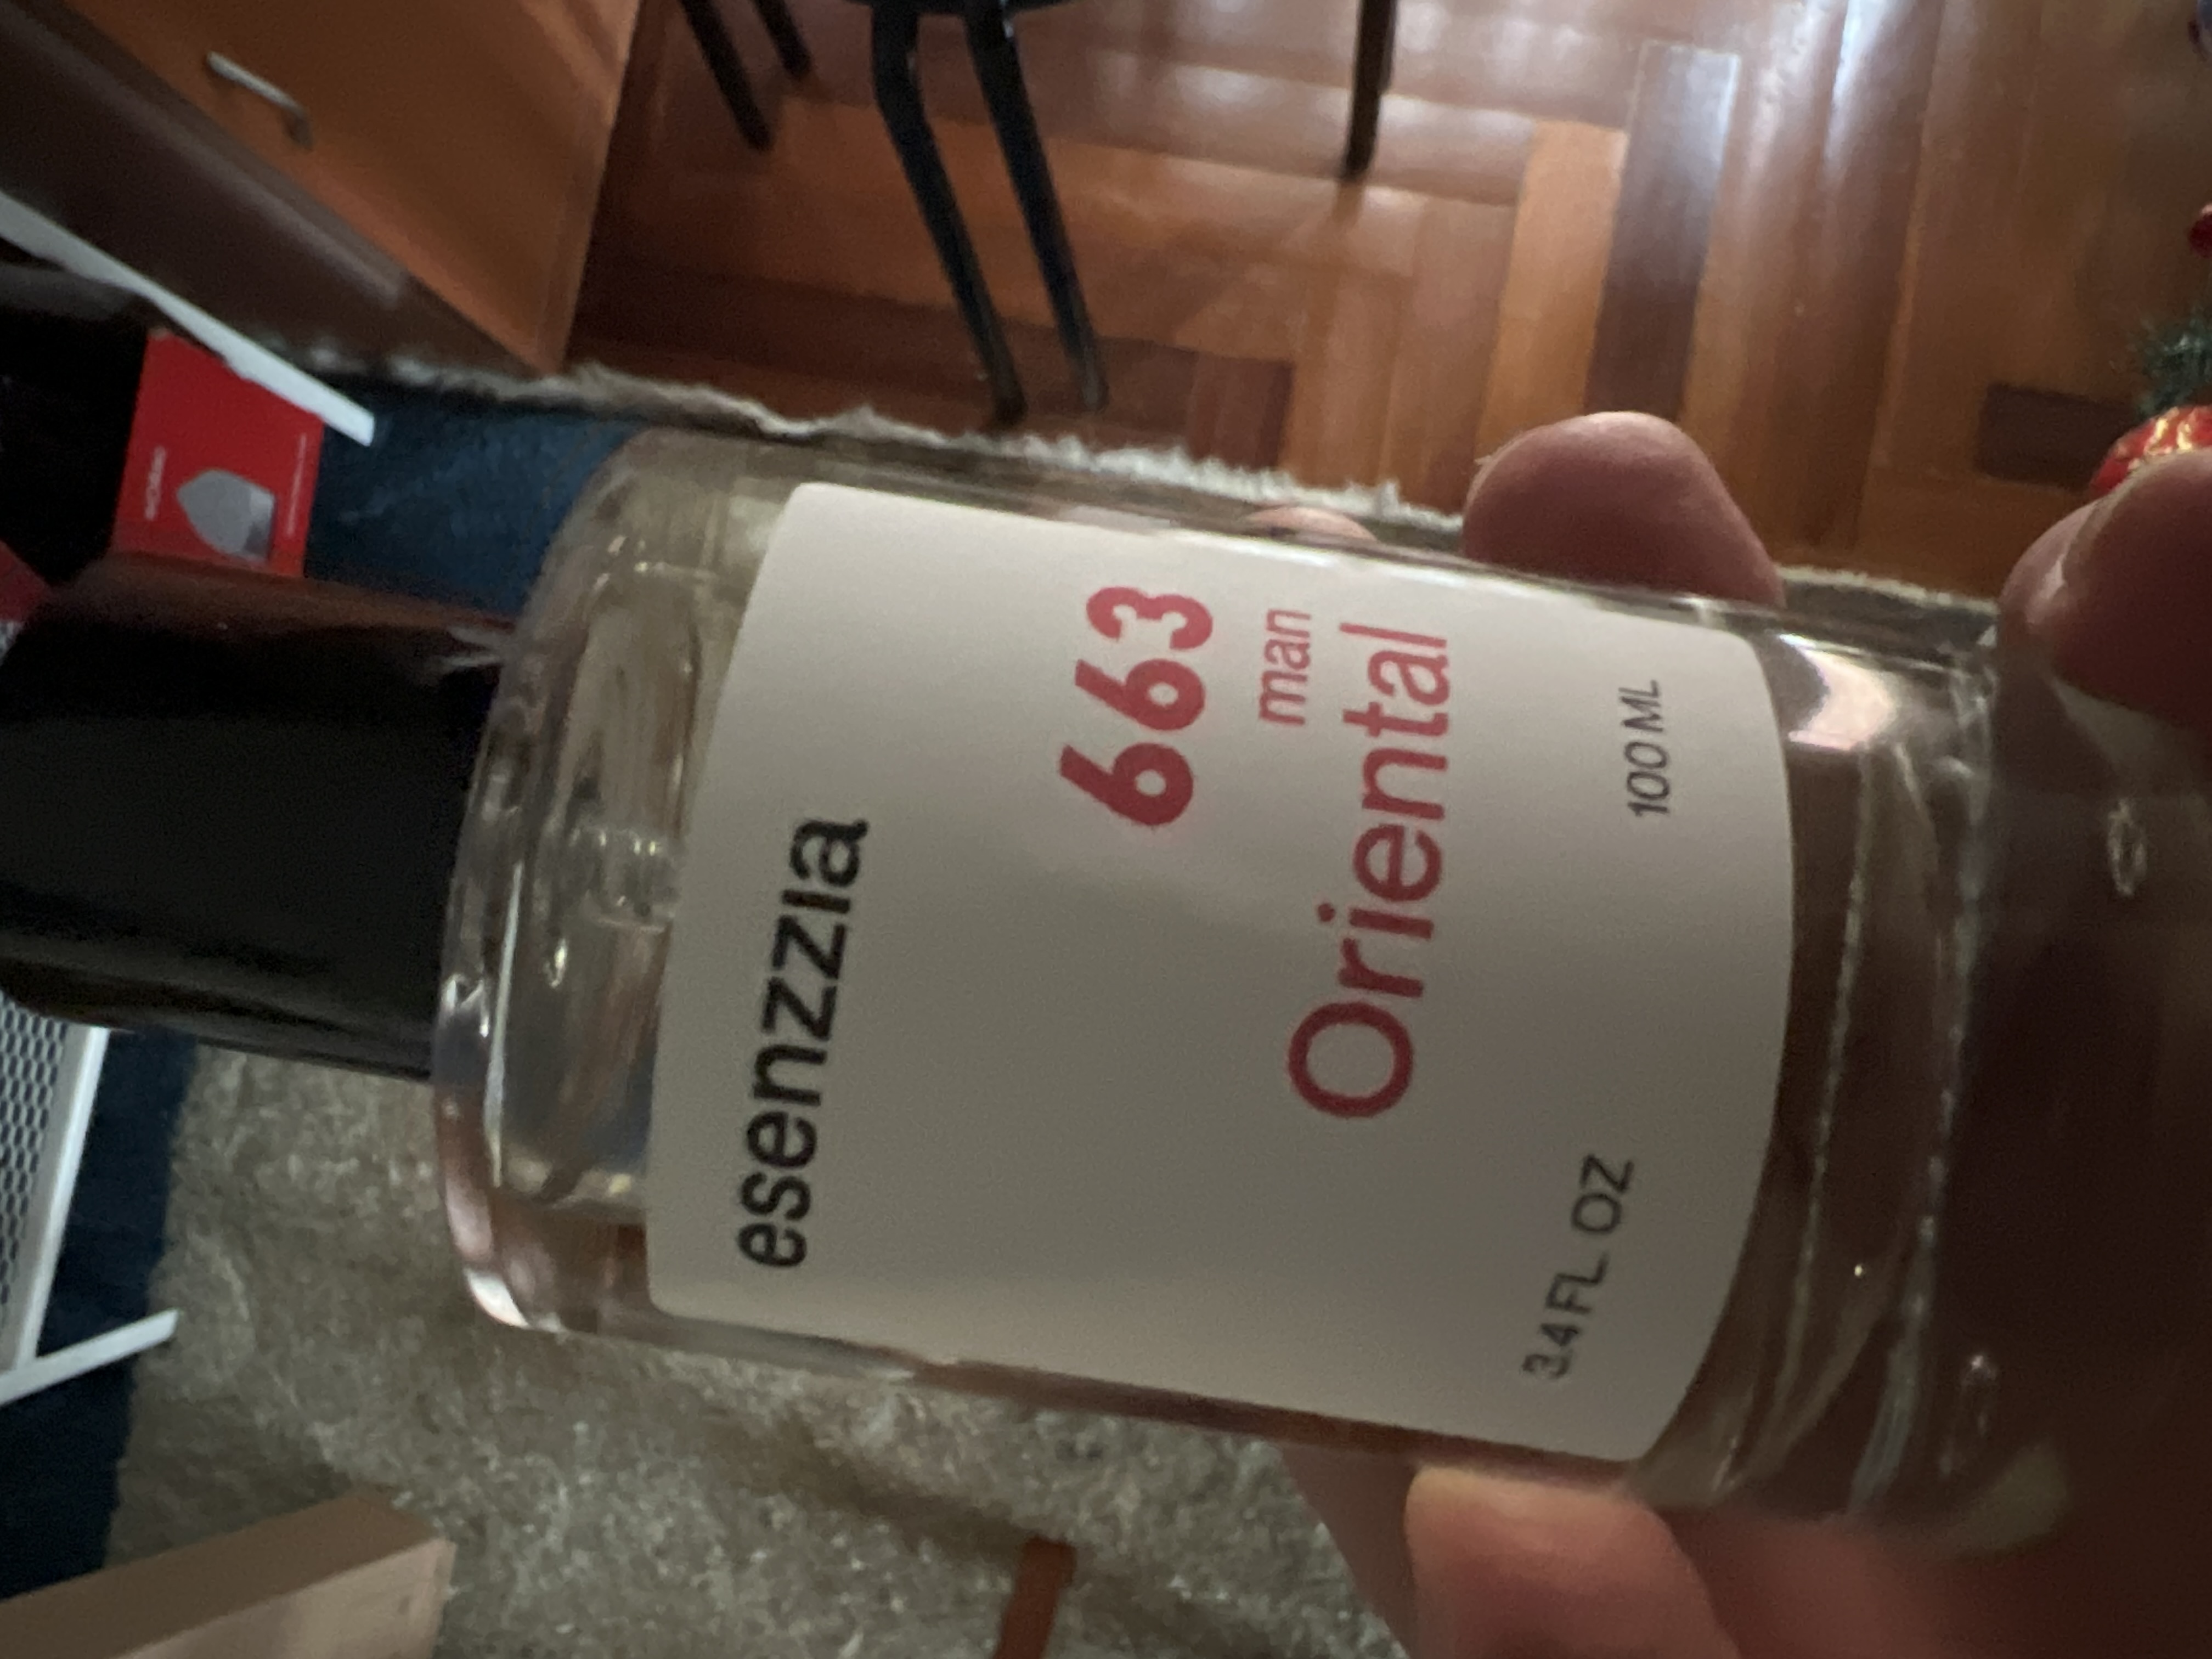 esenzzia
663
man
Oriental
3.4 FL OZ 100 ML